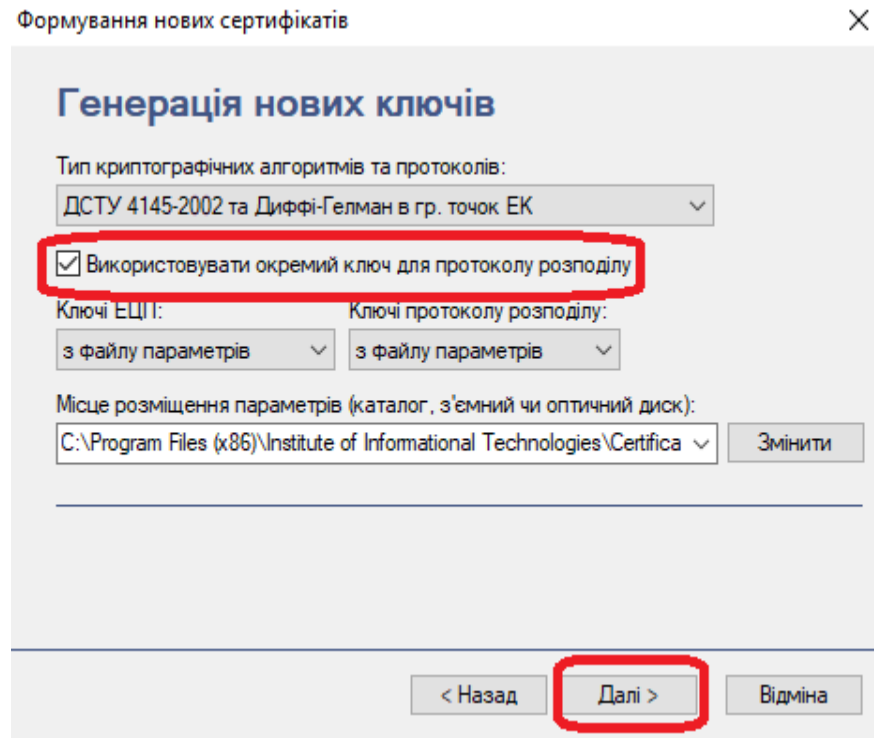 Формування нових сертифікатів
Генерація нових ключів
Тип криптографічних алгоритмів та протоколів:
ДСТУ 4145-2002 та Диффі-Гелман в гр. точок ЕК
Використовувати окремий ключ для протоколу розподілу
Ключі ЕЦП: Ключі протоколу розподілу:
з файлу параметрів з файлу параметрів
Місце розміщення параметрів (каталог, з'ємний чи оптичний диск):
C:\Program Files (x86)\Institute of Informational Technologies\Certifica Змінити
< Назад Далі > Відміна